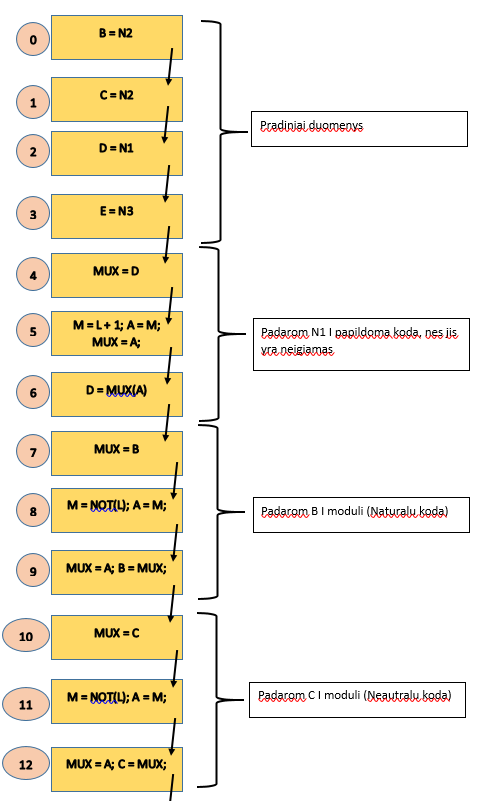 0
B = N2
1
C = N2
2
D = N1
3
E = N3
Pradiniai duomenys
4
MUX = D
5
M = L + 1; A = M;
MUX = A;
6
D = MUX(A)
Padarom N1 I papildoma koda, nes jis
yra neigiamas
7
MUX = B
8
M = NOT(L); A = M;
9
MUX = A; B = MUX;
Padarom B I moduli (Naturalu koda)
10
MUX = C
11
M = NOT(L); A = M;
12
MUX = A; C = MUX;
Padarom C I moduli (Neautralu koda)